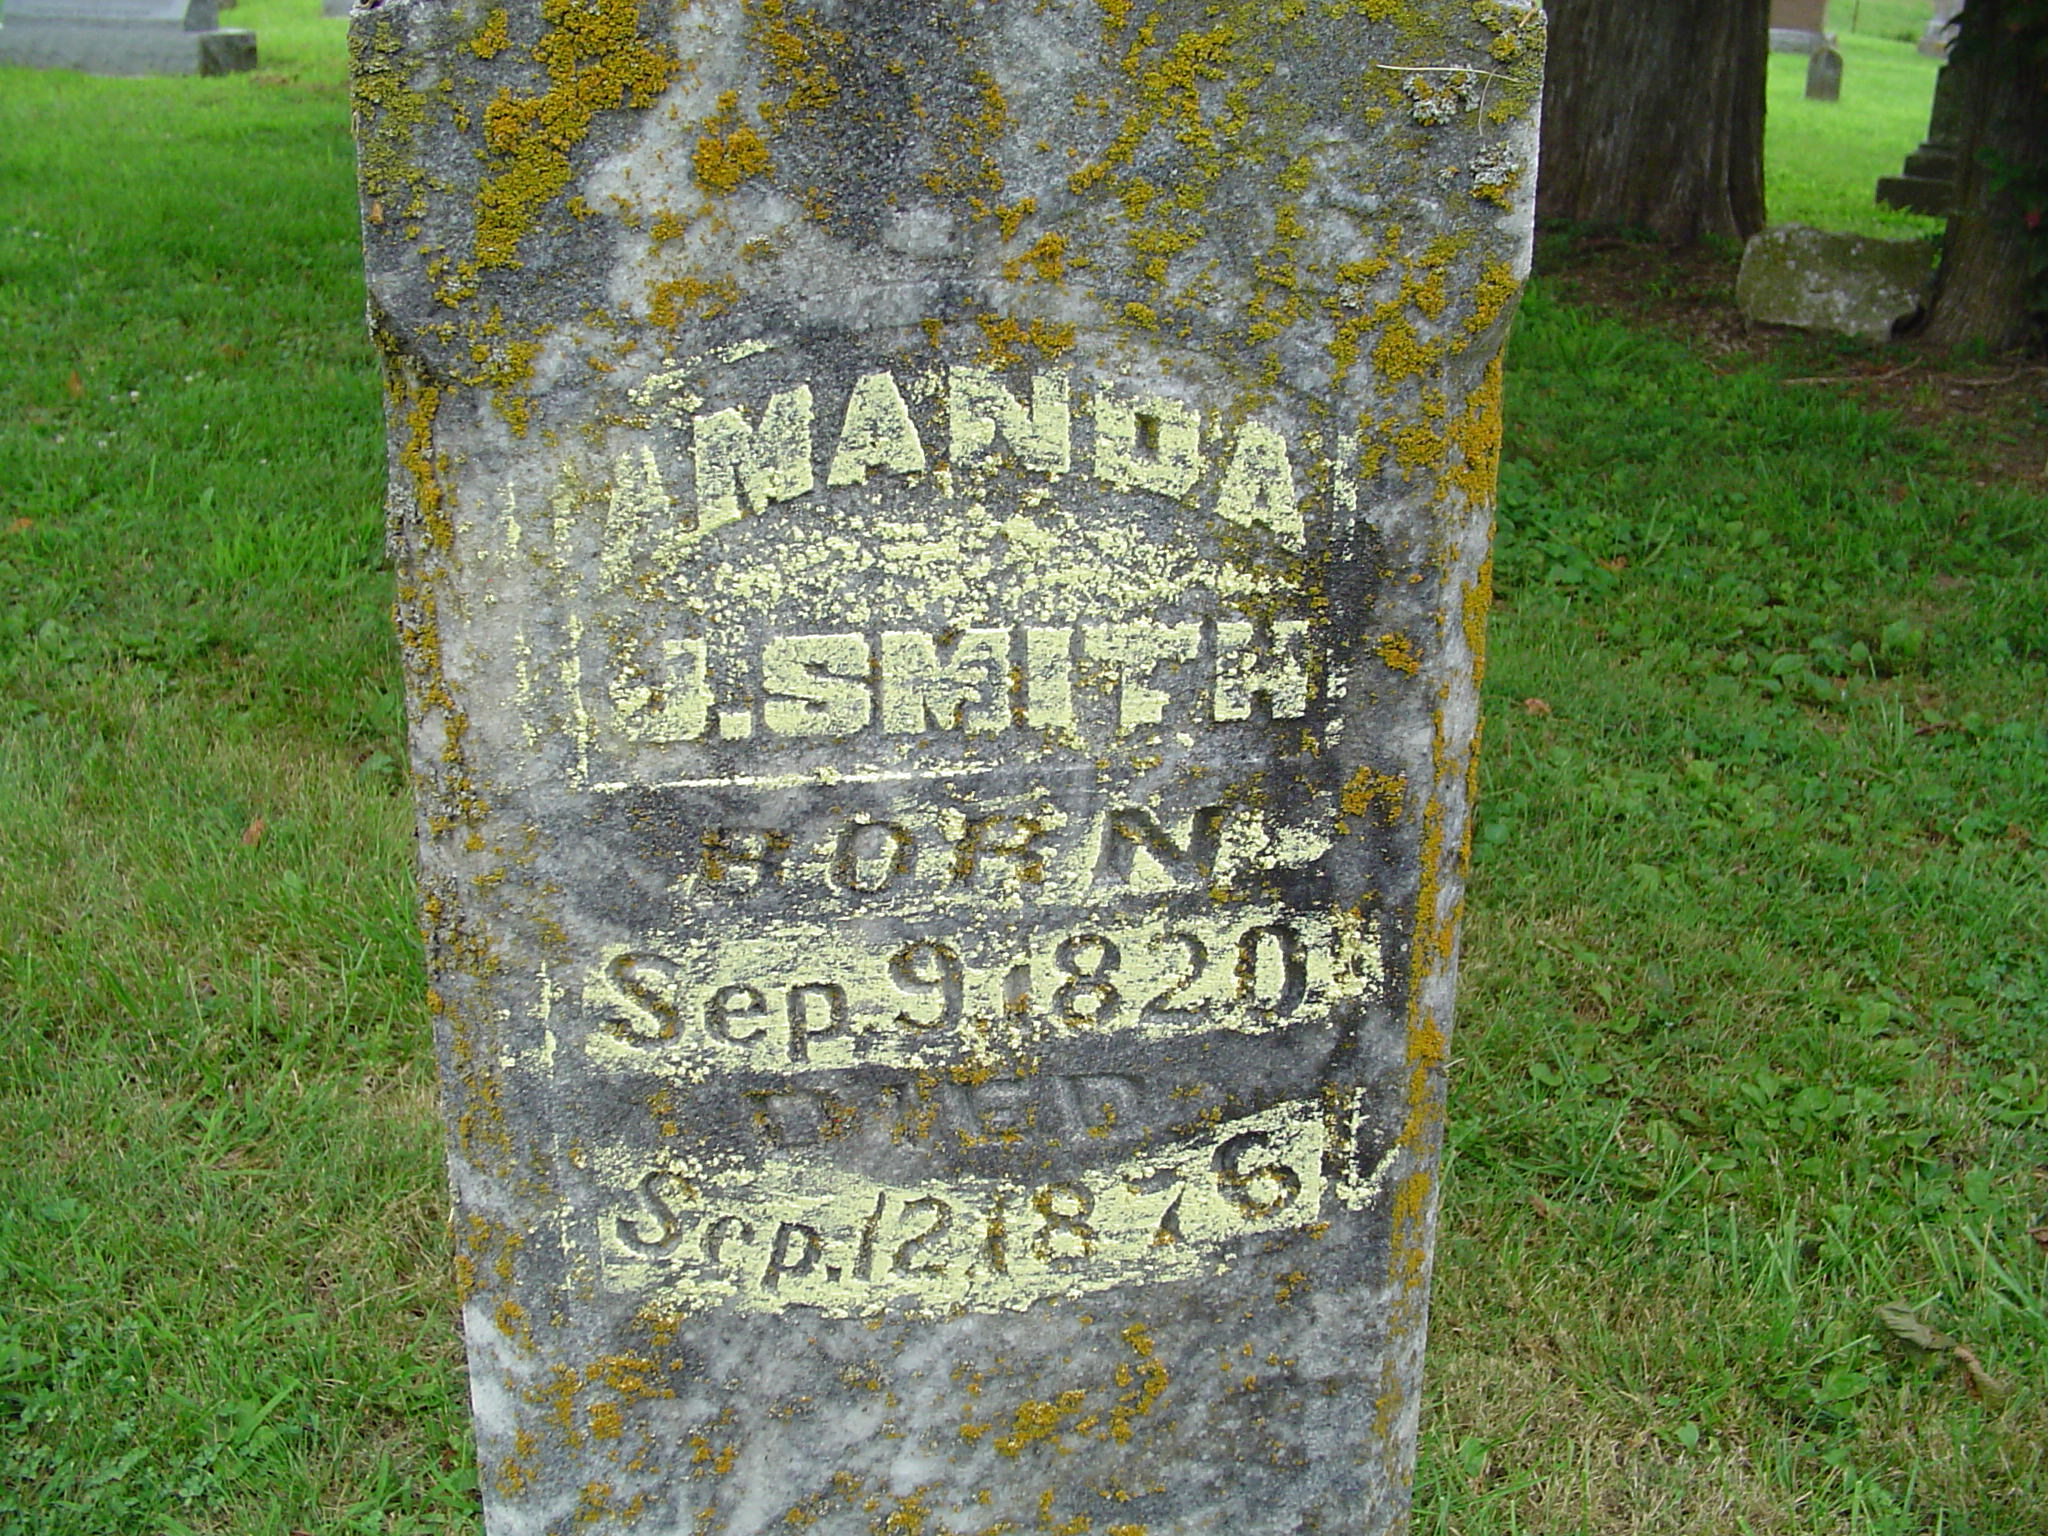 AMANDA
J. SMITH
BORN
Sep. 9, 1820
DIED
Sep. 12, 1876